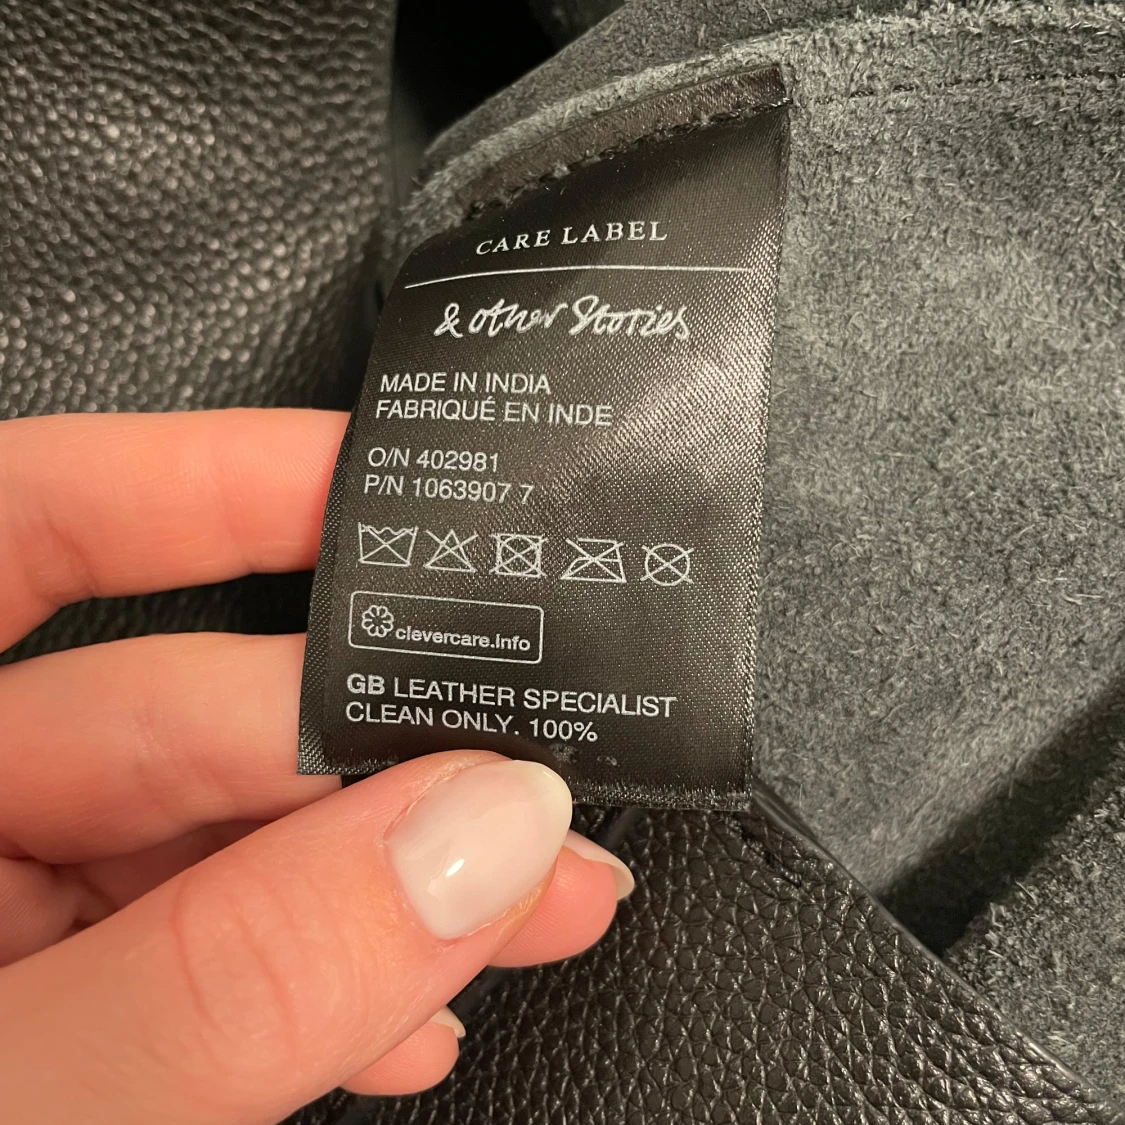 CARE LABEL
& other Stories
MADE IN INDIA
FABRIQUÉ EN INDE
O/N 402981
P/N 1063907 7
clevercare.info
GB LEATHER SPECIALIST
CLEAN ONLY. 100%